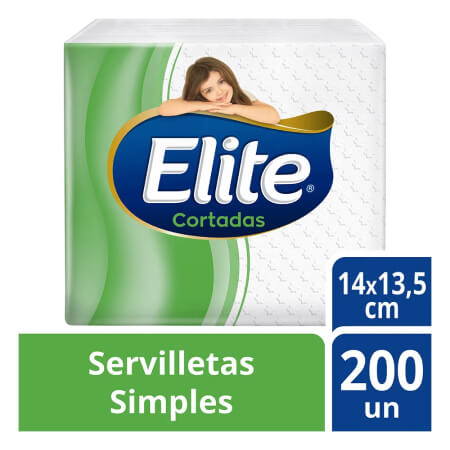 Elite®
Cortadas
14x13,5
cm
Servilletas
Simples
200
un